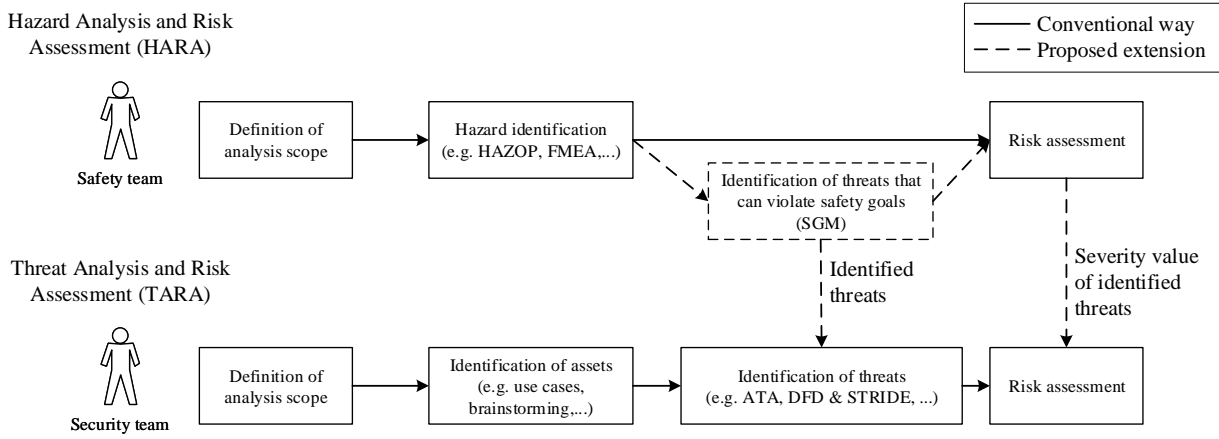 Hazard Analysis and Risk
Assessment (HARA)
Conventional way
Proposed extension
Safety team
Definition of
analysis scope
Hazard identification
(e.g. HAZOP, FMEA,...)
Identification of threats that
can violate safety goals
(SGM)
Risk assessment
Identified
threats
Severity value
of identified
threats
Threat Analysis and Risk
Assessment (TARA)
Security team
Definition of
analysis scope
Identification of assets
(e.g. use cases,
brainstorming,...)
Identification of threats
(e.g. ATA, DFD & STRIDE, ...)
Risk assessment